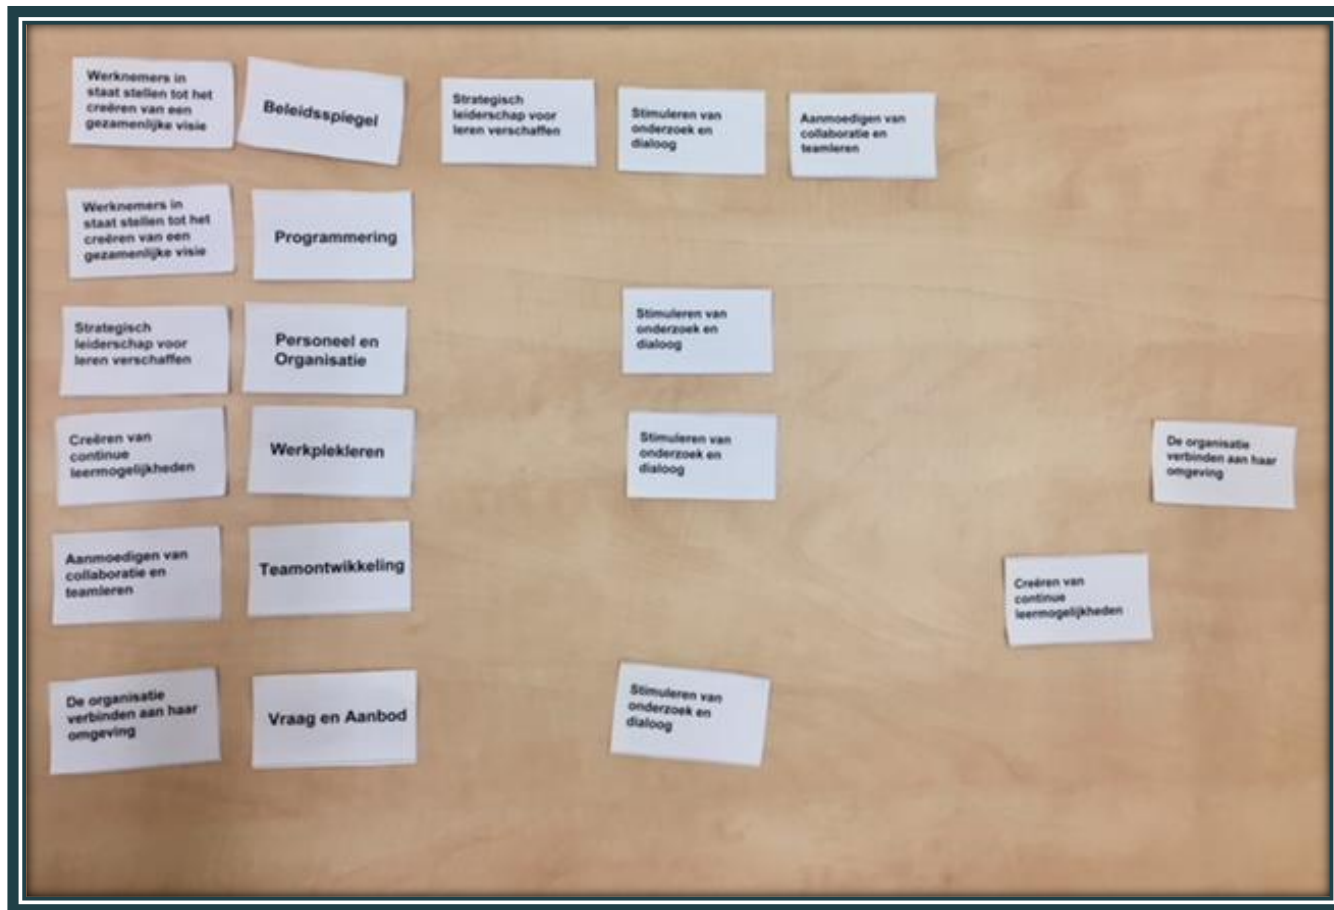 Werknemers in
staat stellen tot het
creëren van een
gezamenlijke visie
Beleidsspiegel
Strategisch
leiderschap voor
leren verschaffen
Stimuleren van
onderzoek en
dialoog
Aanmoedigen van
collaboratie en
teamleren
Werknemers in
staat stellen tot het
creëren van een
gezamenlijke visie
Programmering
Strategisch
leiderschap voor
leren verschaffen
Personeel en
Organisatie
Stimuleren van
onderzoek en
dialoog
Creëren van
continue
leermogelijkheden
Werkplekleren
Stimuleren van
onderzoek en
dialoog
De organisatie
verbinden aan haar
omgeving
Aanmoedigen van
collaboratie en
teamleren
Teamontwikkeling
Creëren van
continue
leermogelijkheden
De organisatie
verbinden aan haar
omgeving
Vraag en Aanbod
Stimuleren van
onderzoek en
dialoog